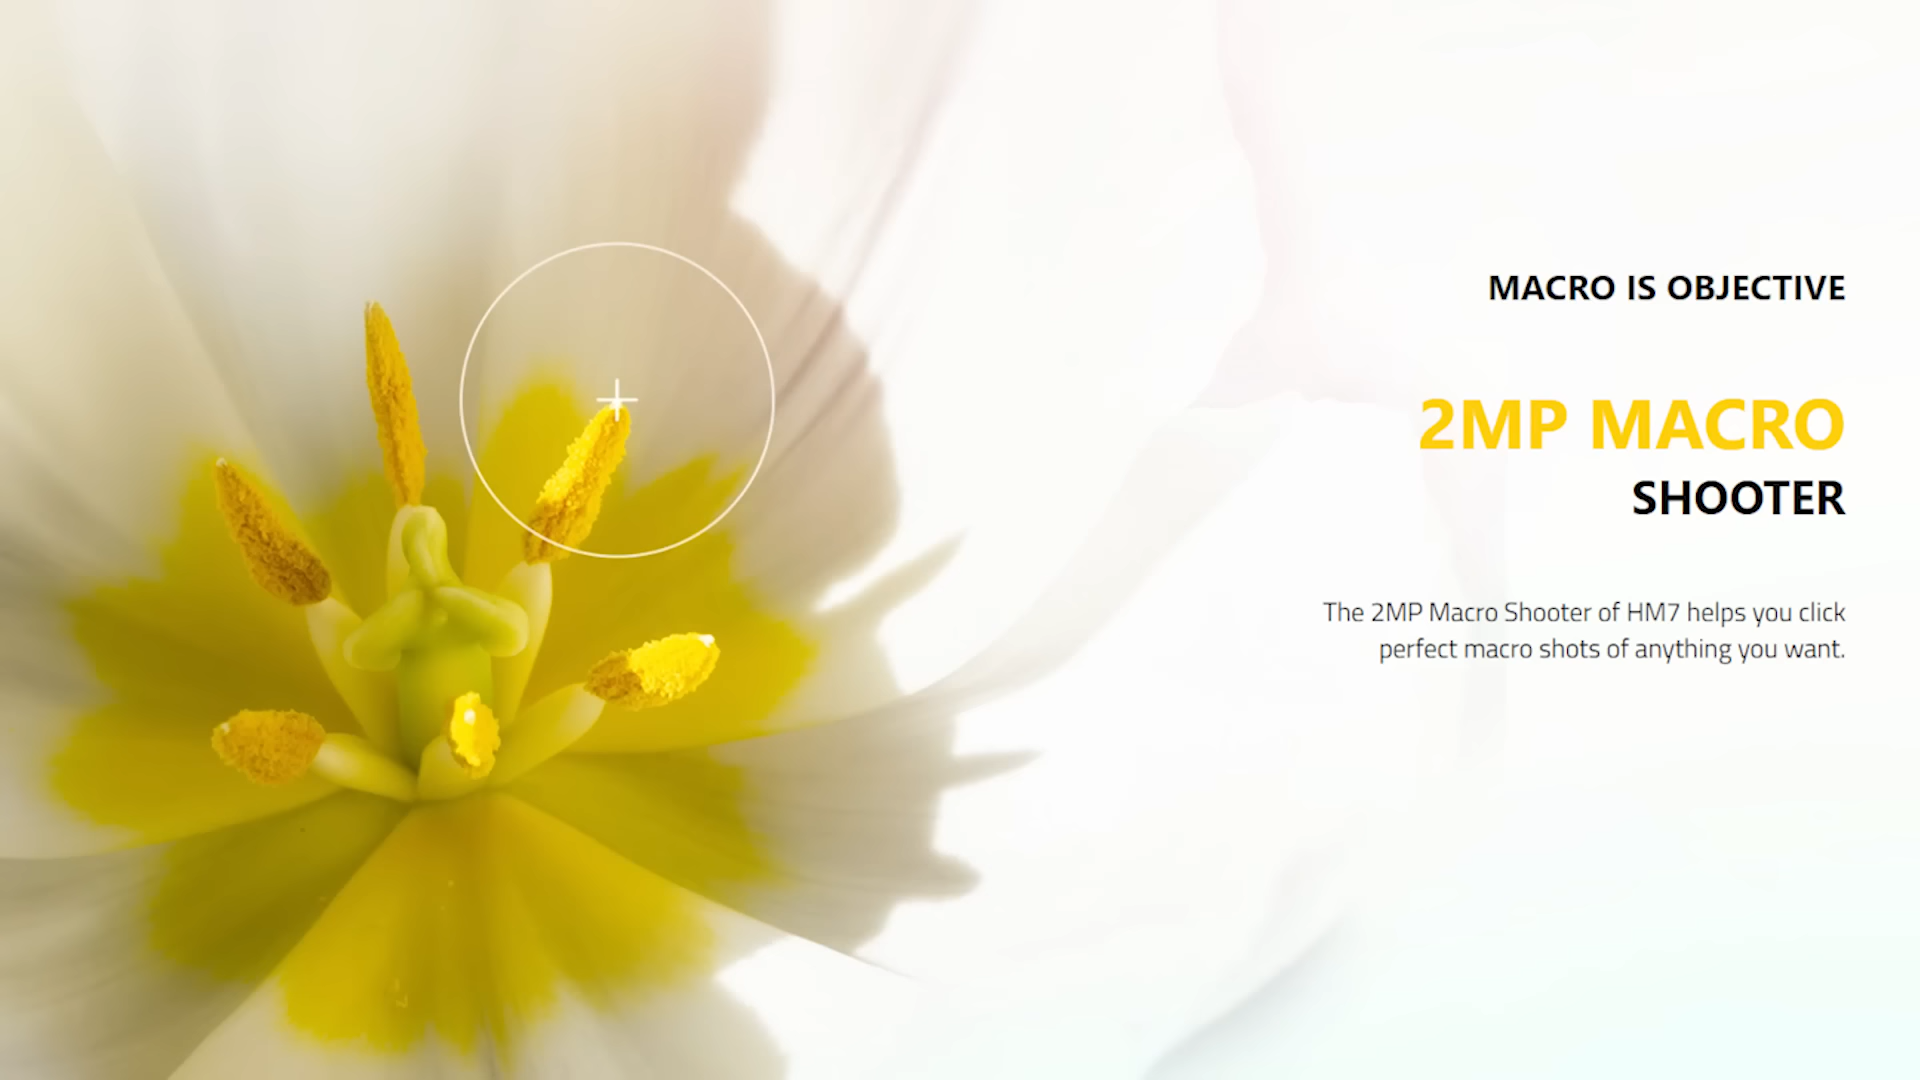 MACRO IS OBJECTIVE
2MP MACRO
SHOOTER
The 2MP Macro Shooter of HM7 helps you click
perfect macro shots of anything you want.